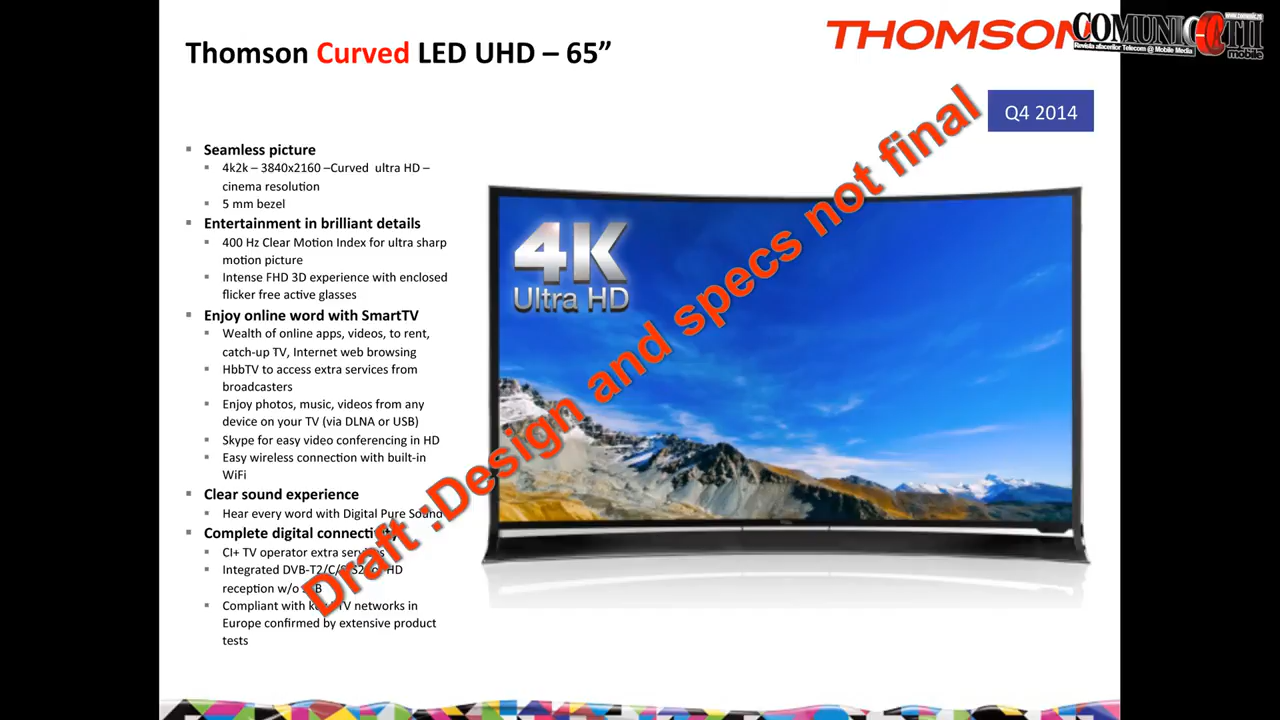 Thomson Curved LED UHD – 65”
THOMSON
COMUNICAȚII
www.comunic.ro
Revista afacerilor Telecom @ Mobile Media
mobile
Q4 2014
Seamless picture
4k2k – 3840x2160 –Curved ultra HD –
cinema resolution
5 mm bezel
Entertainment in brilliant details
400 Hz Clear Motion Index for ultra sharp
motion picture
Intense FHD 3D experience with enclosed
flicker free active glasses
Enjoy online word with SmartTV
Wealth of online apps, videos, to rent,
catch-up TV, Internet web browsing
HbbTV to access extra services from
broadcasters
Enjoy photos, music, videos from any
device on your TV (via DLNA or USB)
Skype for easy video conferencing in HD
Easy wireless connection with built-in
WiFi
Clear sound experience
Hear every word with Digital Pure Sound
Complete digital connectivity
CI+ TV operator extra services
Integrated DVB-T2/C/S2 HD
reception w/o
Compliant with TV networks in
Europe confirmed by extensive product
tests
4K
Ultra HD
Draft :Design and specs not final